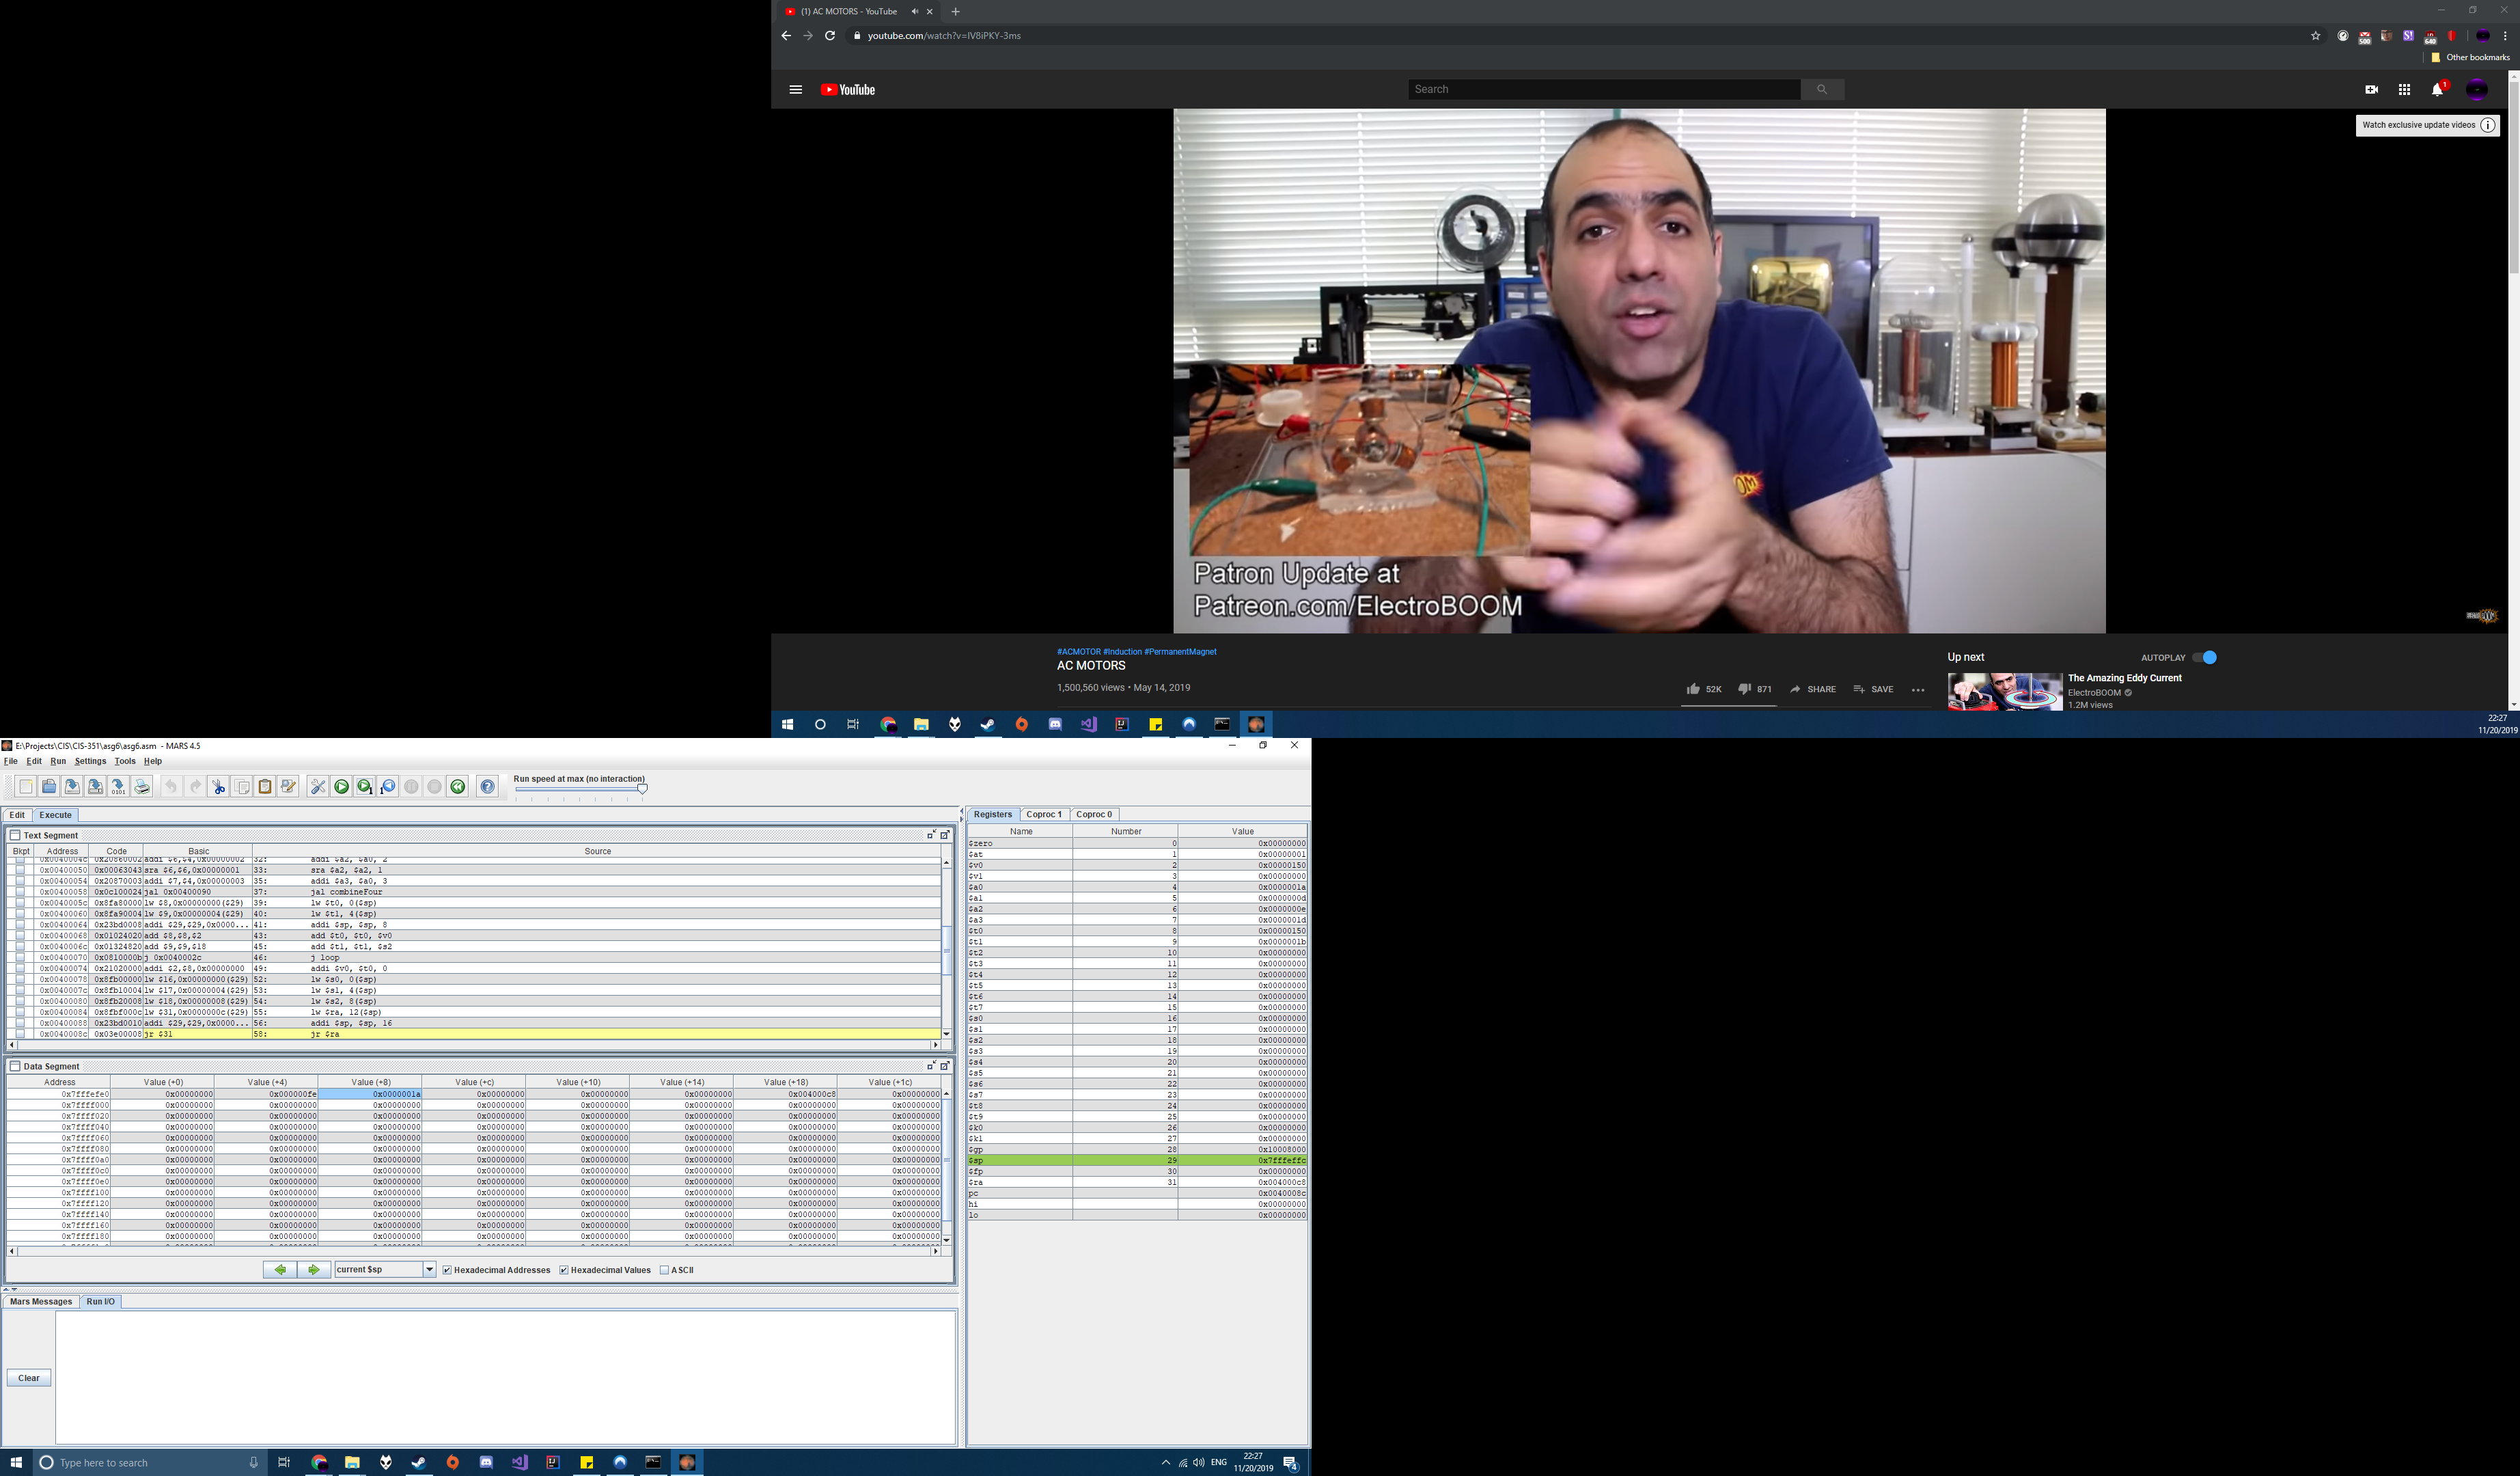 (1) AC MOTORS - YouTube
youtube.com/watch?v=IV8iPKY-3ms
500
640
Other bookmarks
YouTube
Search
1
Watch exclusive update videos
Patron Update at
Patreon.com/ElectroBOOM
#ACMOTOR #Induction #PermanentMagnet
AC MOTORS
1,500,560 views • May 14, 2019
52K 871 SHARE SAVE
Up next AUTOPLAY
The Amazing Eddy Current
ElectroBOOM
1.2M views
22:27
11/20/2019
E:\Projects\CIS\CIS-351\asg6\asg6.asm - MARS 4.5
File Edit Run Settings Tools Help
Run speed at max (no interaction)
Edit Execute
Text Segment
Bkpt Address Code Basic Source
0x0040004c 0x20860002 addi $6,$4,0x00000002 32: addi $a2, $a0, 2
0x00400050 0x00063043 sra $6,$6,0x00000001 33: sra $a2, $a2, 1
0x00400054 0x20870003 addi $7,$4,0x00000003 35: addi $a3, $a0, 3
0x00400058 0x0c100024 jal 0x00400090 37: jal combineFour
0x0040005c 0x8fa80000 lw $8,0x00000000($29) 39: lw $t0, 0($sp)
0x00400060 0x8fa90004 lw $9,0x00000004($29) 40: lw $t1, 4($sp)
0x00400064 0x23bd0008 addi $29,$29,0x0000... 41: addi $sp, $sp, 8
0x00400068 0x01024020 add $8,$8,$2 43: add $t0, $t0, $v0
0x0040006c 0x01324820 add $9,$9,$18 45: add $t1, $t1, $s2
0x00400070 0x0810000b j 0x0040002c 46: j loop
0x00400074 0x21020000 addi $2,$8,0x00000000 49: addi $v0, $t0, 0
0x00400078 0x8fb00000 lw $16,0x00000000($29) 52: lw $s0, 0($sp)
0x0040007c 0x8fb10004 lw $17,0x00000004($29) 53: lw $s1, 4($sp)
0x00400080 0x8fb20008 lw $18,0x00000008($29) 54: lw $s2, 8($sp)
0x00400084 0x8fbf000c lw $31,0x0000000c($29) 55: lw $ra, 12($sp)
0x00400088 0x23bd0010 addi $29,$29,0x0000... 56: addi $sp, $sp, 16
0x0040008c 0x03e00008 jr $31 58: jr $ra
Data Segment
Address Value (+0) Value (+4) Value (+8) Value (+c) Value (+10) Value (+14) Value (+18) Value (+1c)
0x7fffefe0 0x00000000 0x000000fe 0x0000001a 0x00000000 0x00000000 0x00000000 0x004000c8 0x00000000
0x7ffff000 0x00000000 0x00000000 0x00000000 0x00000000 0x00000000 0x00000000 0x00000000 0x00000000
0x7ffff020 0x00000000 0x00000000 0x00000000 0x00000000 0x00000000 0x00000000 0x00000000 0x00000000
0x7ffff040 0x00000000 0x00000000 0x00000000 0x00000000 0x00000000 0x00000000 0x00000000 0x00000000
0x7ffff060 0x00000000 0x00000000 0x00000000 0x00000000 0x00000000 0x00000000 0x00000000 0x00000000
0x7ffff080 0x00000000 0x00000000 0x00000000 0x00000000 0x00000000 0x00000000 0x00000000 0x00000000
0x7ffff0a0 0x00000000 0x00000000 0x00000000 0x00000000 0x00000000 0x00000000 0x00000000 0x00000000
0x7ffff0c0 0x00000000 0x00000000 0x00000000 0x00000000 0x00000000 0x00000000 0x00000000 0x00000000
0x7ffff0e0 0x00000000 0x00000000 0x00000000 0x00000000 0x00000000 0x00000000 0x00000000 0x00000000
0x7ffff100 0x00000000 0x00000000 0x00000000 0x00000000 0x00000000 0x00000000 0x00000000 0x00000000
0x7ffff120 0x00000000 0x00000000 0x00000000 0x00000000 0x00000000 0x00000000 0x00000000 0x00000000
0x7ffff140 0x00000000 0x00000000 0x00000000 0x00000000 0x00000000 0x00000000 0x00000000 0x00000000
0x7ffff160 0x00000000 0x00000000 0x00000000 0x00000000 0x00000000 0x00000000 0x00000000 0x00000000
0x7ffff180 0x00000000 0x00000000 0x00000000 0x00000000 0x00000000 0x00000000 0x00000000 0x00000000
current $sp Hexadecimal Addresses Hexadecimal Values ASCII
Mars Messages Run I/O
Clear
Registers Coproc 1 Coproc 0
Name Number Value
$zero 0 0x00000000
$at 1 0x00000001
$v0 2 0x00000150
$v1 3 0x00000000
$a0 4 0x0000001a
$a1 5 0x0000000d
$a2 6 0x0000000e
$a3 7 0x0000001d
$t0 8 0x00000150
$t1 9 0x0000001b
$t2 10 0x00000000
$t3 11 0x00000000
$t4 12 0x00000000
$t5 13 0x00000000
$t6 14 0x00000000
$t7 15 0x00000000
$s0 16 0x00000000
$s1 17 0x00000000
$s2 18 0x00000000
$s3 19 0x00000000
$s4 20 0x00000000
$s5 21 0x00000000
$s6 22 0x00000000
$s7 23 0x00000000
$t8 24 0x00000000
$t9 25 0x00000000
$k0 26 0x00000000
$k1 27 0x00000000
$gp 28 0x10008000
$sp 29 0x7fffeffc
$fp 30 0x00000000
$ra 31 0x004000c8
pc 0x0040008c
hi 0x00000000
lo 0x00000000
Type here to search
ENG
22:27
11/20/2019
4